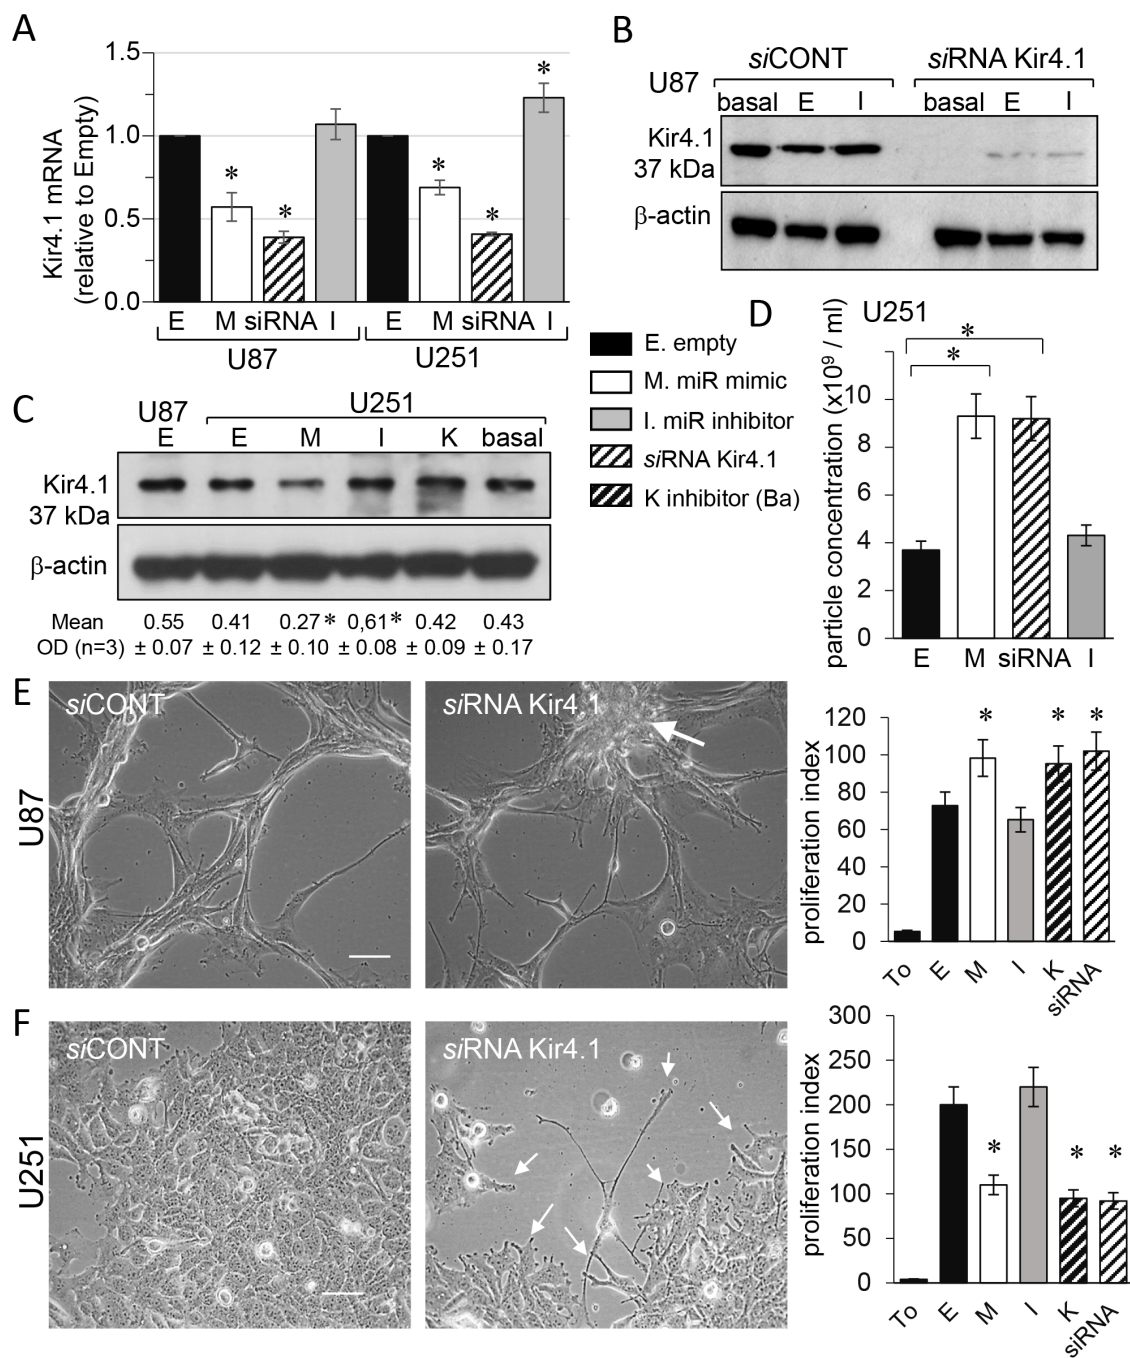 A
1.5
1.0
0.5
0.0
Kir4.1 mRNA
(relative to Empty)
*
*
*
*
*
E M siRNA I E M siRNA I
U87 U251
B
siCONT siRNA Kir4.1
U87
basal E I basal E I
Kir4.1
37 kDa
β-actin
E. empty
M. miR mimic
I. miR inhibitor
siRNA Kir4.1
K inhibitor (Ba)
C
U87 U251
E E M I K basal
Kir4.1
37 kDa
β-actin
Mean 0.55 0.41 0.27* 0,61* 0.42 0.43
OD (n=3) ± 0.07 ± 0.12 ± 0.10 ± 0.08 ± 0.09 ± 0.17
D
U251
*
*
particle concentration (x10⁹ / ml)
10
8
6
4
2
0
E M siRNA I
E
U87
siCONT
siRNA Kir4.1
proliferation index
120
100
80
60
40
20
0
* * *
To E M I K siRNA
F
U251
siCONT
siRNA Kir4.1
proliferation index
300
250
200
150
100
50
0
* * *
To E M I K siRNA